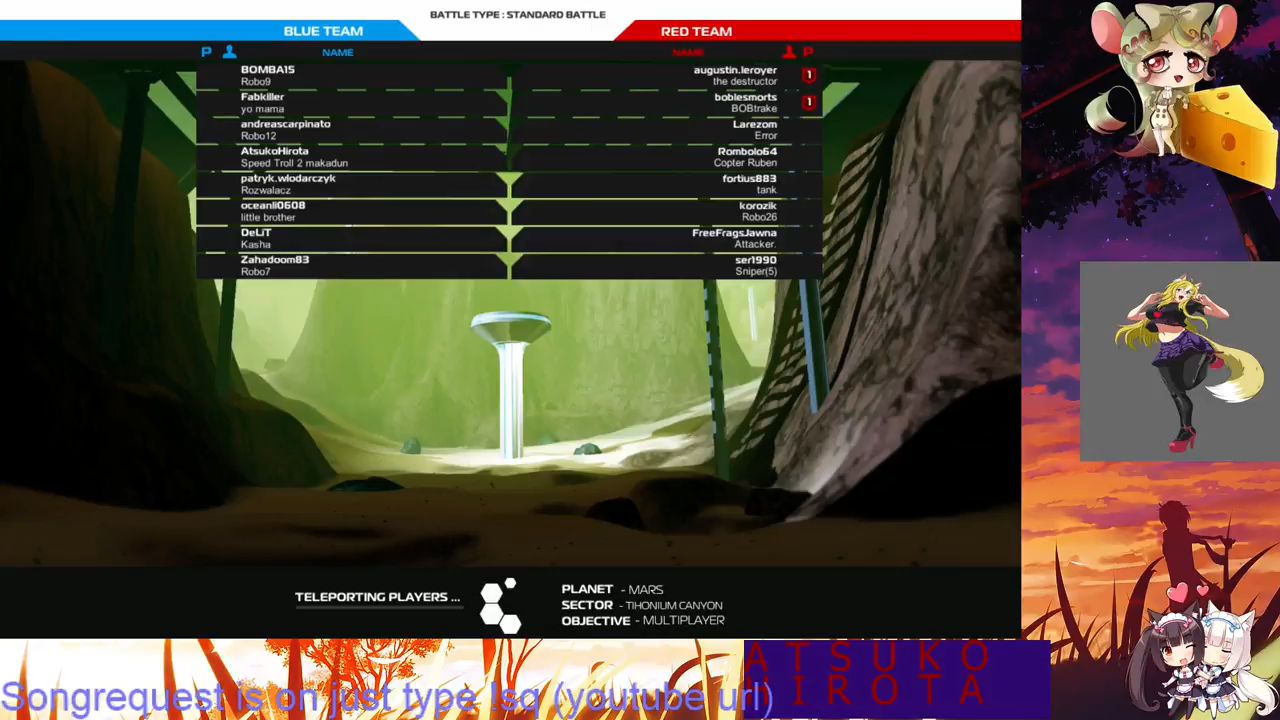 BATTLE TYPE : STANDARD BATTLE
BLUE TEAM
RED TEAM
P NAME
NAME P
BOMBA15
Robo9
augustin.leroyer
the destructor
1
Fabkiller
yo mama
boblesmorts
BOBtrake
1
andreascarpinato
Robo12
Larezom
Error
AtsukoHirota
Speed Troll 2 makadun
Rombolo64
Copter Ruben
patryk.wlodarczyk
Rozwalacz
fortius883
tank
oceanli0608
little brother
korozik
Robo26
DeLiT
Kasha
FreeFragsJawna
Attacker.
Zahadoom83
Robo7
ser1990
Sniper(5)
TELEPORTING PLAYERS ...
PLANET - MARS
SECTOR - TIHONIUM CANYON
OBJECTIVE - MULTIPLAYER
Songrequest is on just type !sq (youtube url)
ATSUKO
HIROTA